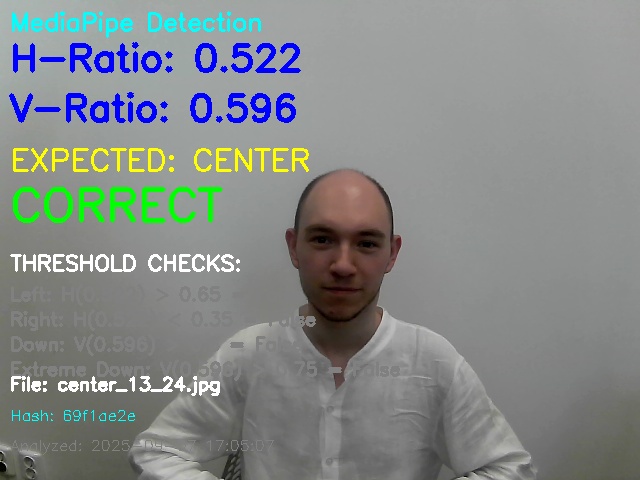 MediaPipe Detection
H-Ratio: 0.522
V-Ratio: 0.596
EXPECTED: CENTER
CORRECT
THRESHOLD CHECKS:
Left: H(0.522) > 0.65 =
Right: H(0.522) < 0.35 = False
Down: V(0.596) = False
Extreme Down: V(0.596) > 0.75 = False
File: center_13_24.jpg
Hash: 69f1ae2e
Analyzed: 17:05:07